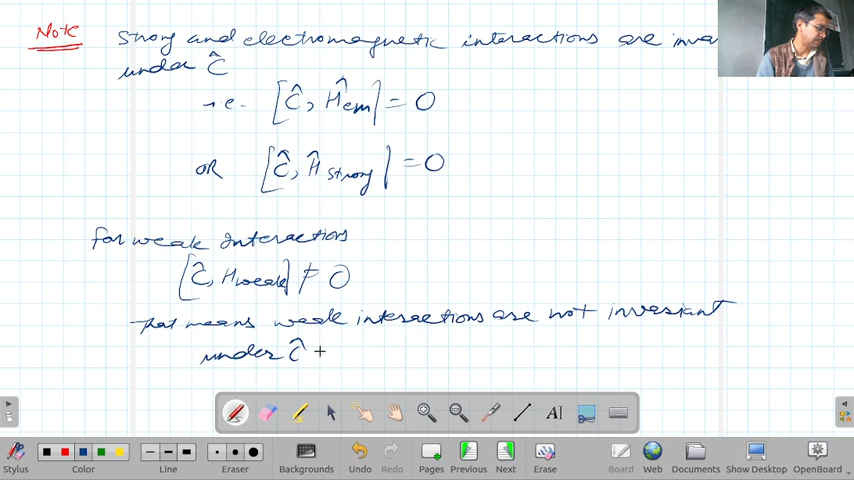 Note
Strong and electromagnetic interactions are inva
under Ĉ
i.e. [Ĉ, Ĥem] = 0
OR [Ĉ, Ĥstrong] = 0
for weak Interactions
[Ĉ, Hweak] ≠ 0
that means weak interactions are not invariant
under Ĉ
Stylus Color Line Eraser Backgrounds Undo Redo Pages Previous Next Erase Board Web Documents Show Desktop OpenBoard